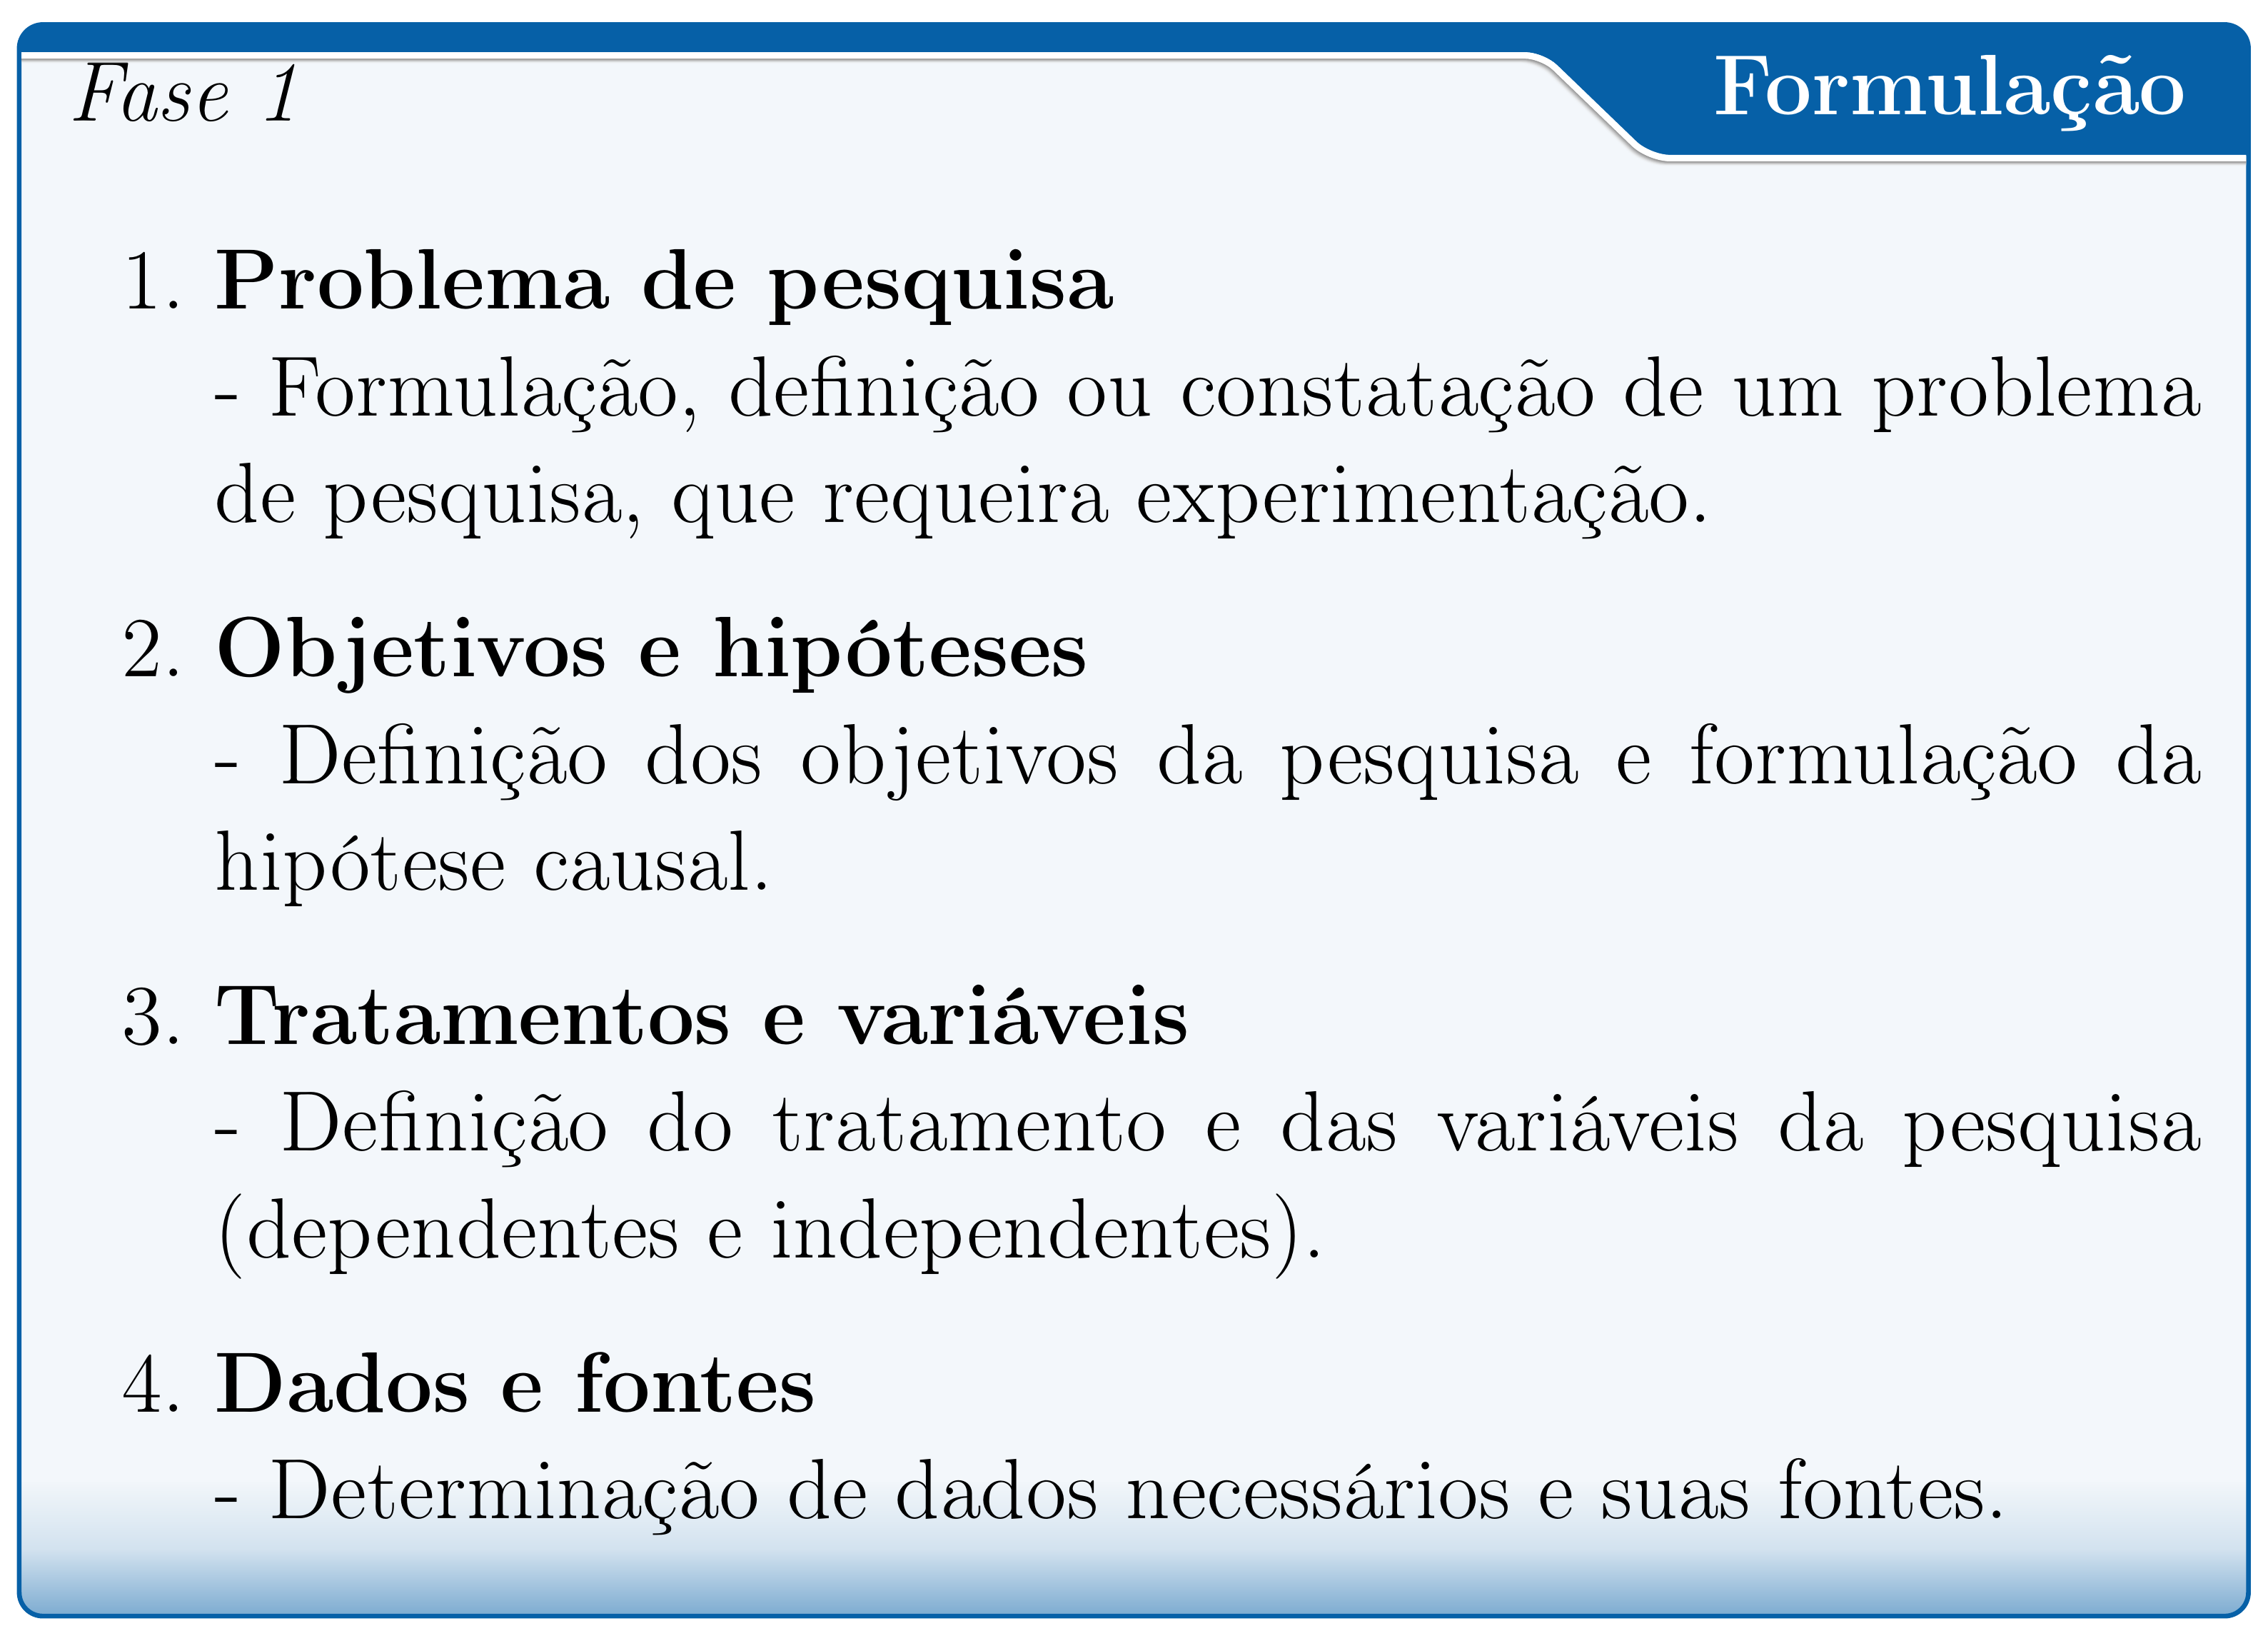 Fase 1
Formulação
1. Problema de pesquisa
- Formulação, definição ou constatação de um problema
de pesquisa, que requeira experimentação.
2. Objetivos e hipóteses
- Definição dos objetivos da pesquisa e formulação da
hipótese causal.
3. Tratamentos e variáveis
- Definição do tratamento e das variáveis da pesquisa
(dependentes e independentes).
4. Dados e fontes
- Determinação de dados necessários e suas fontes.